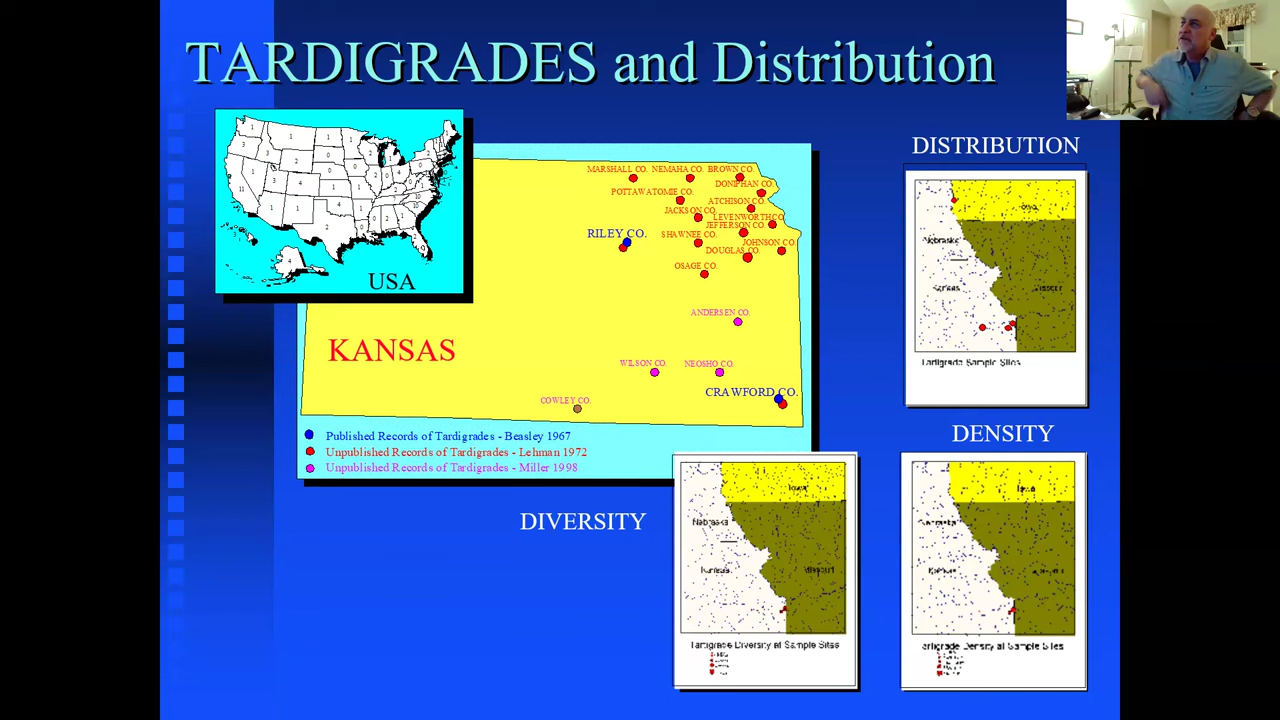 TARDIGRADES and Distribution
USA
MARSHALL CO.
NEMAHA CO.
BROWN CO.
DONIPHAN CO.
POTTAWATOMIE CO.
ATCHISON CO.
JACKSON CO.
LEVENWORTH CO.
JEFFERSON CO.
RILEY CO.
SHAWNEE CO.
JOHNSON CO.
DOUGLAS CO.
OSAGE CO.
ANDERSEN CO.
KANSAS
WILSON CO.
NEOSHO CO.
CRAWFORD CO.
COWLEY CO.
Published Records of Tardigrades - Beasley 1967
Unpublished Records of Tardigrades - Lehman 1972
Unpublished Records of Tardigrades - Miller 1998
DISTRIBUTION
Iowa
Nebraska
Kansas
Missouri
Tardigrade Sample Sites
DIVERSITY
Iowa
Nebraska
Kansas
Missouri
Tardigrade Diversity at Sample Sites
DENSITY
Iowa
Nebraska
Kansas
Tardigrade Density at Sample Sites